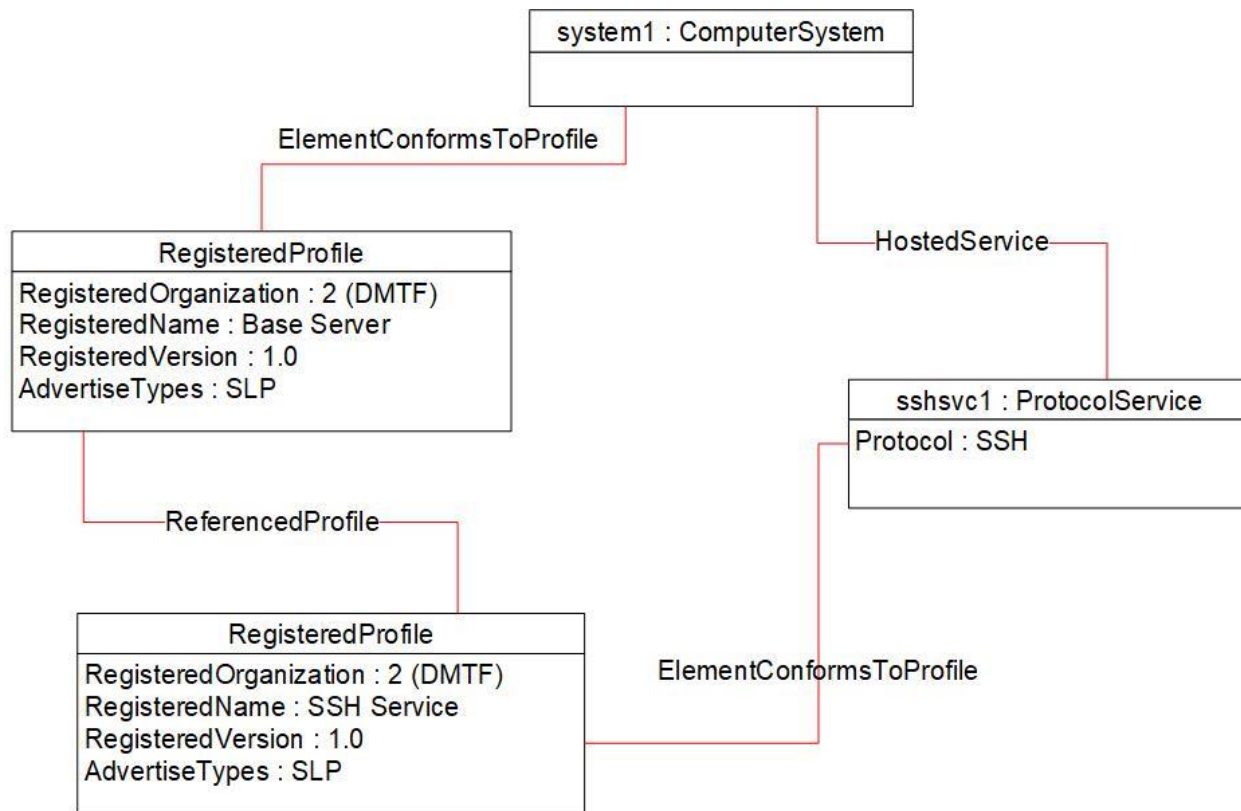 system1 : ComputerSystem
ElementConformsToProfile
RegisteredProfile
RegisteredOrganization : 2 (DMTF)
RegisteredName : Base Server
RegisteredVersion : 1.0
AdvertiseTypes : SLP
HostedService
sshsvc1 : ProtocolService
Protocol : SSH
ReferencedProfile
RegisteredProfile
RegisteredOrganization : 2 (DMTF)
RegisteredName : SSH Service
RegisteredVersion : 1.0
AdvertiseTypes : SLP
ElementConformsToProfile